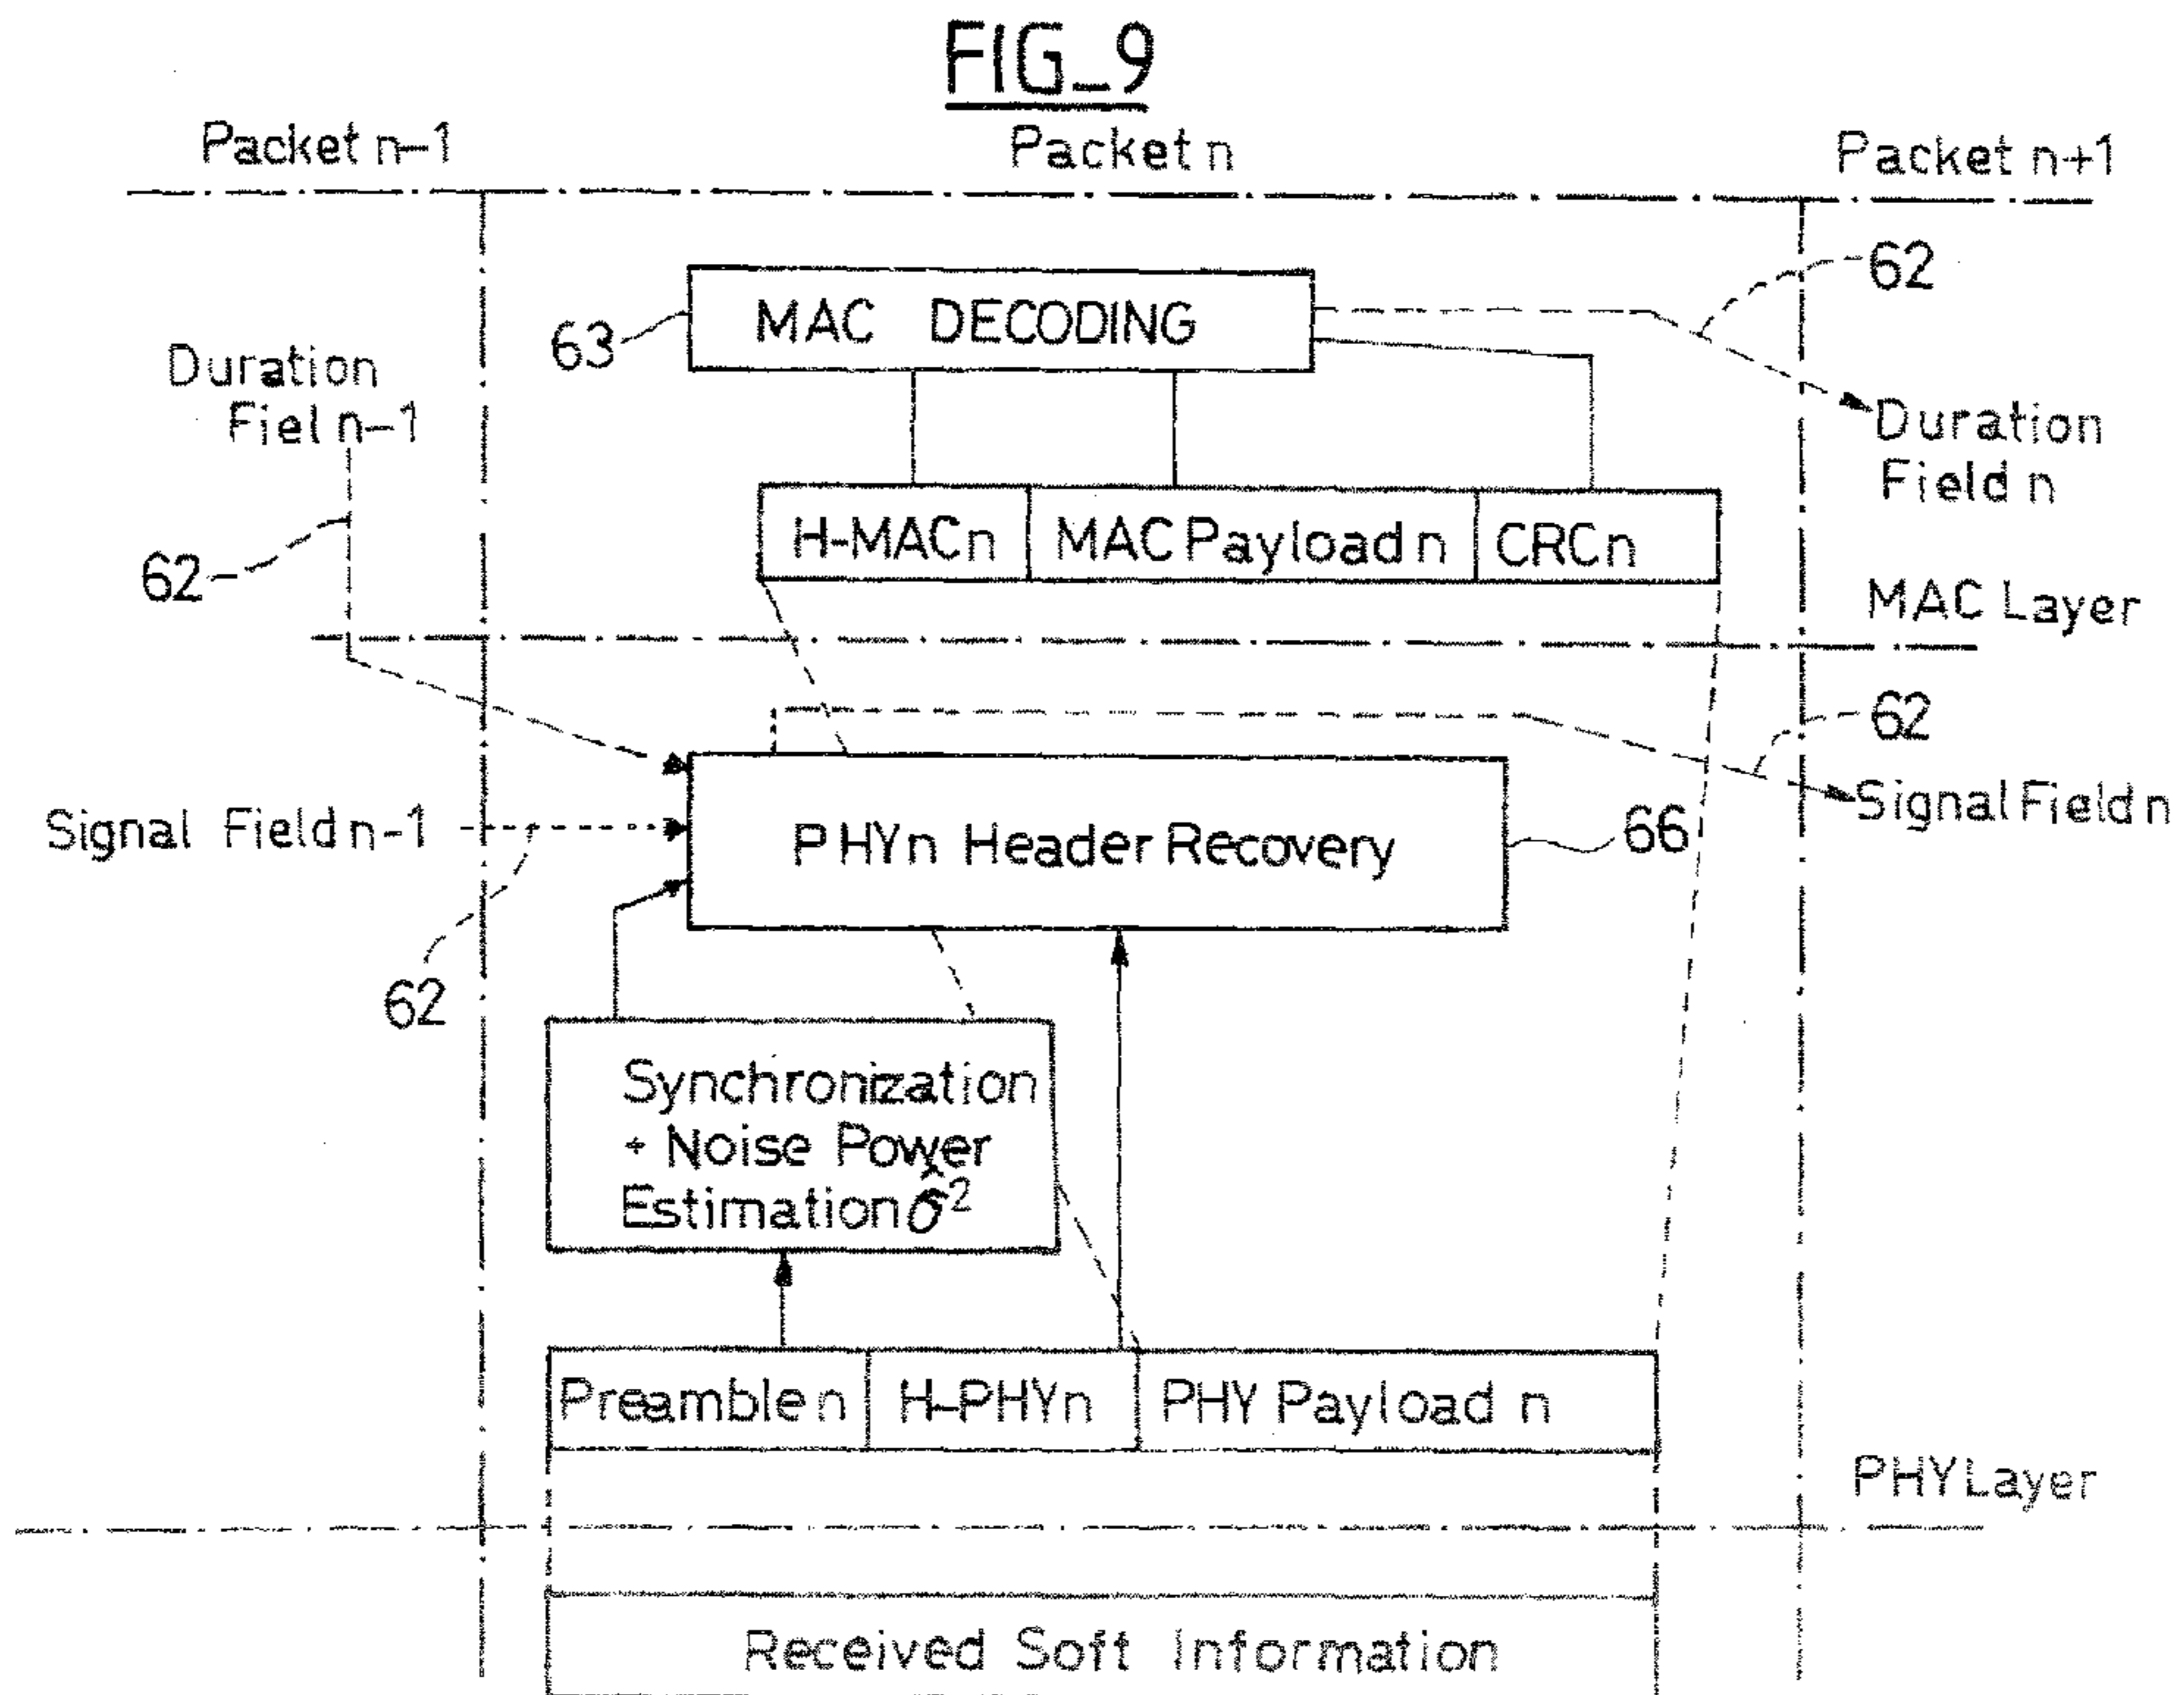 FIG_9
Packet n-1
Packet n
Packet n+1
62
MAC DECODING
63
Duration
Fiel n-1
Duration
Field n
H-MACn
MAC Payload n
CRCn
62
MAC Layer
62
Signal Field n-1
PHYn Header Recovery
66
Signal Field n
62
Synchronization
+ Noise Power
Estimation σ̂²
Preamble n
H-PHYn
PHY Payload n
PHY Layer
Received Soft Information